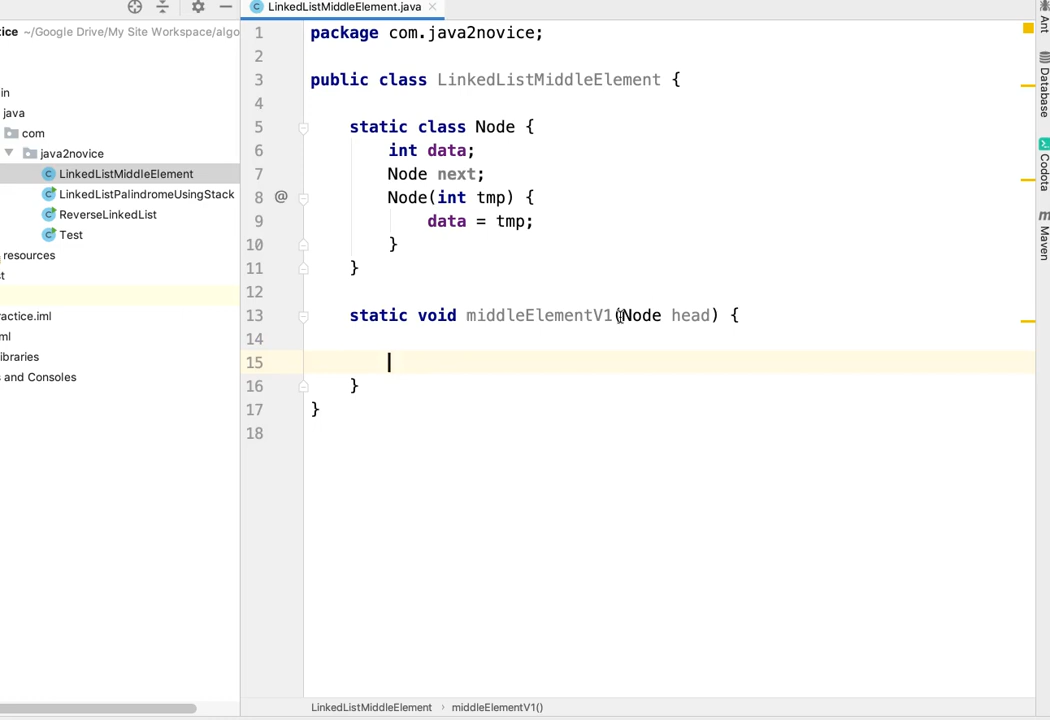 LinkedListMiddleElement.java
tice ~/Google Drive/My Site Workspace/algo
in
java
com
java2novice
LinkedListMiddleElement
LinkedListPalindromeUsingStack
ReverseLinkedList
Test
resources
st
ractice.iml
ml
ibraries
s and Consoles
1 package com.java2novice;
2
3 public class LinkedListMiddleElement {
4
5 static class Node {
6 int data;
7 Node next;
8 @ Node(int tmp) {
9 data = tmp;
10 }
11 }
12
13 static void middleElementV1(Node head) {
14
15
16 }
17 }
18
LinkedListMiddleElement › middleElementV1()
Ant
Database
Codota
m Maven